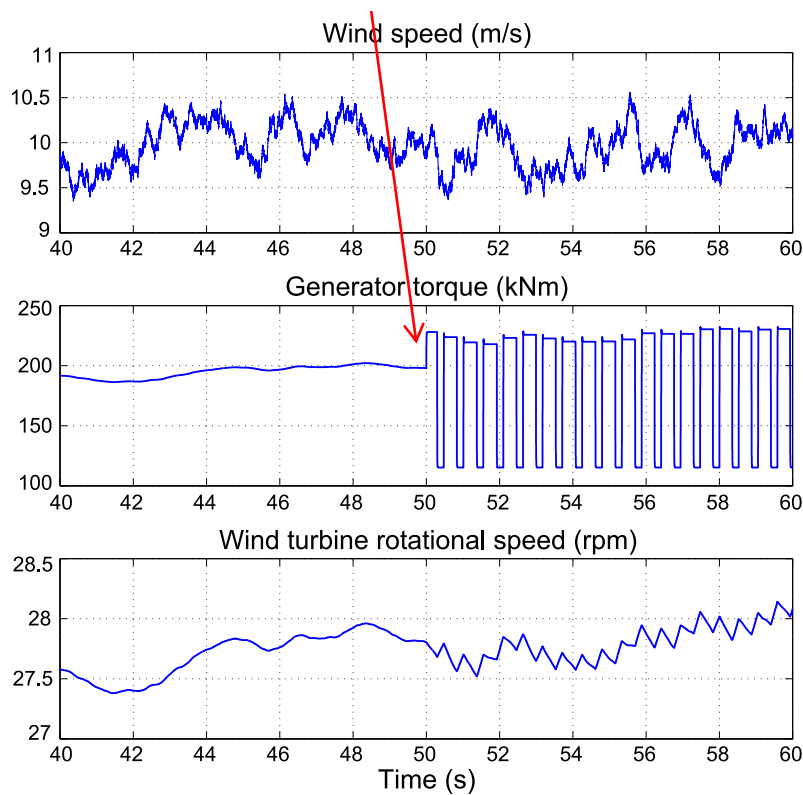 Wind speed (m/s)
11
10.5
10
9.5
9
40 42 44 46 48 50 52 54 56 58 60
Generator torque (kNm)
250
200
150
100
40 42 44 46 48 50 52 54 56 58 60
Wind turbine rotational speed (rpm)
28.5
28
27.5
27
40 42 44 46 48 50 52 54 56 58 60
Time (s)